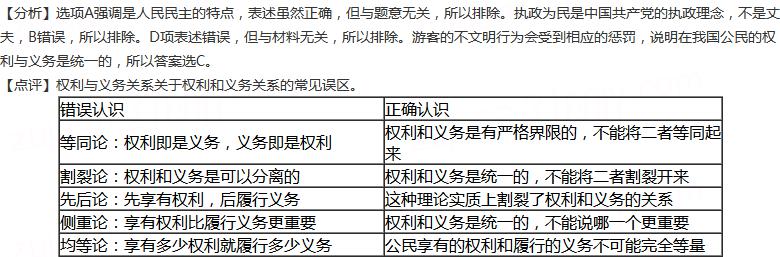 【分析】选项A强调是人民民主的特点，表述虽然正确，但与题意无关，所以排除。执政为民是中国共产党的执政理念，不是丈
夫，B错误，所以排除。D项表述错误，但与材料无关，所以排除。游客的不文明行为会受到相应的惩罚，说明在我国公民的权
利与义务是统一的，所以答案选C。
【点评】权利与义务关系关于权利和义务关系的常见误区。
错误认识 正确认识
等同论：权利即是义务，义务即是权利 权利和义务是有严格界限的，不能将二者等同起
来
割裂论：权利和义务是可以分离的 权利和义务是统一的，不能将二者割裂开来
先后论：先享有权利，后履行义务 这种理论实质上割裂了权利和义务的关系
侧重论：享有权利比履行义务更重要 权利和义务是统一的，不能说哪一个更重要
均等论：享有多少权利就履行多少义务 公民享有的权利和履行的义务不可能完全等量